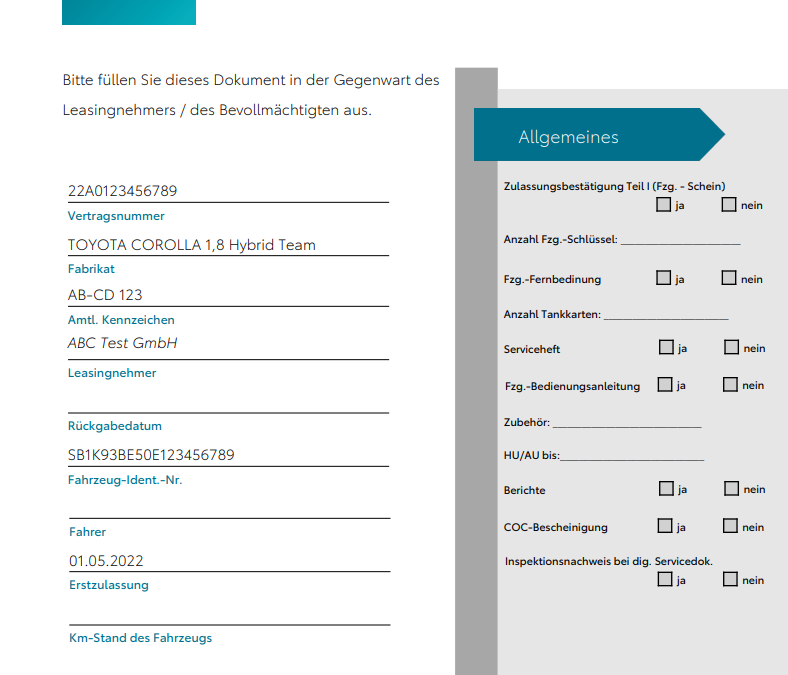 Bitte füllen Sie dieses Dokument in der Gegenwart des
Leasingnehmers / des Bevollmächtigten aus.
22A0123456789
Vertragsnummer
TOYOTA COROLLA 1,8 Hybrid Team
Fabrikat
AB-CD 123
Amtl. Kennzeichen
ABC Test GmbH
Leasingnehmer
Rückgabedatum
SB1K93BE50E123456789
Fahrzeug-Ident.-Nr.
Fahrer
01.05.2022
Erstzulassung
Km-Stand des Fahrzeugs
Allgemeines
Zulassungsbestätigung Teil I (Fzg. - Schein)
ja nein
Anzahl Fzg.-Schlüssel: ____________________
Fzg.-Fernbedinung ja nein
Anzahl Tankkarten: _____________________
Serviceheft ja nein
Fzg.-Bedienungsanleitung ja nein
Zubehör: _________________________
HU/AU bis:________________________
Berichte ja nein
COC-Bescheinigung ja nein
Inspektionsnachweis bei dig. Servicedok.
ja nein